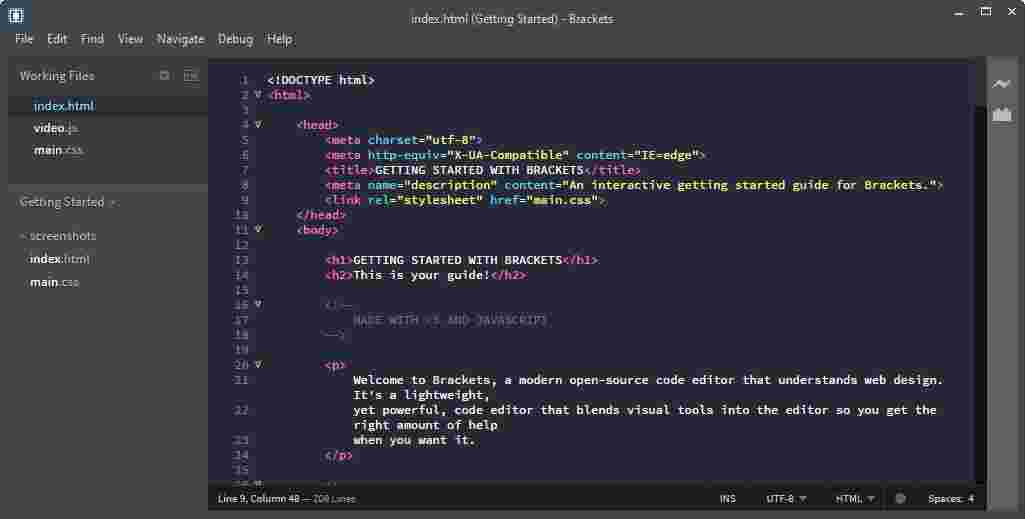 index.html (Getting Started) - Brackets
File Edit Find View Navigate Debug Help
Working Files
index.html
video.js
main.css
Getting Started
screenshots
index.html
main.css
1 <!DOCTYPE html>
2 <html>
3
4 <head>
5 <meta charset="utf-8">
6 <meta http-equiv="X-UA-Compatible" content="IE=edge">
7 <title>GETTING STARTED WITH BRACKETS</title>
8 <meta name="description" content="An interactive getting started guide for Brackets.">
9 <link rel="stylesheet" href="main.css">
10 </head>
11 <body>
12
13 <h1>GETTING STARTED WITH BRACKETS</h1>
14 <h2>This is your guide!</h2>
15
16 <!--
17 MADE WITH <3 AND JAVASCRIPT
18 -->
19
20 <p>
21 Welcome to Brackets, a modern open-source code editor that understands web design.
It's a lightweight,
22 yet powerful, code editor that blends visual tools into the editor so you get the
right amount of help
23 when you want it.
24 </p>
25
Line 9, Column 48 — 200 Lines INS UTF-8 HTML Spaces: 4